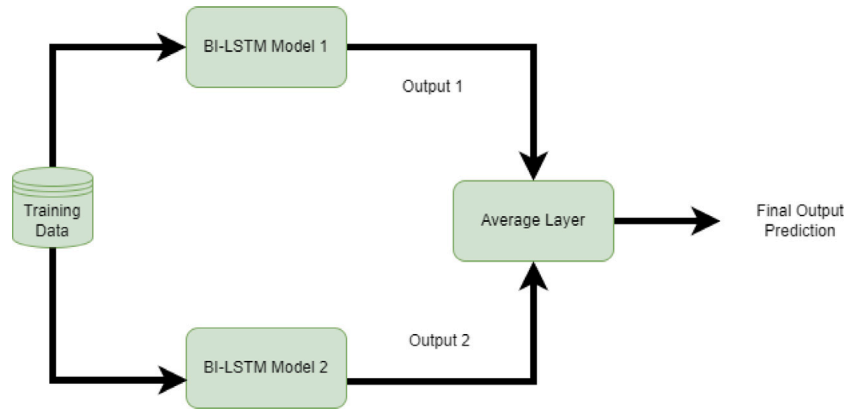 BI-LSTM Model 1
Output 1
Training
Data
Average Layer
Final Output
Prediction
Output 2
BI-LSTM Model 2